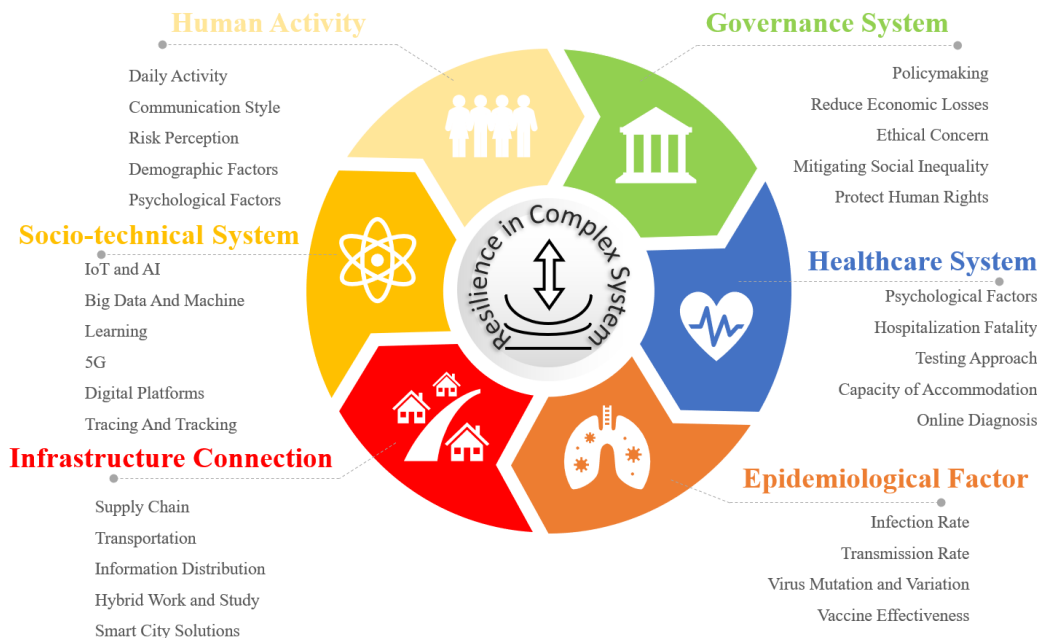 Human Activity
Daily Activity
Communication Style
Risk Perception
Demographic Factors
Psychological Factors
Socio-technical System
IoT and AI
Big Data And Machine
Learning
5G
Digital Platforms
Tracing And Tracking
Infrastructure Connection
Supply Chain
Transportation
Information Distribution
Hybrid Work and Study
Smart City Solutions
Resilience in Complex System
Governance System
Policymaking
Reduce Economic Losses
Ethical Concern
Mitigating Social Inequality
Protect Human Rights
Healthcare System
Psychological Factors
Hospitalization Fatality
Testing Approach
Capacity of Accommodation
Online Diagnosis
Epidemiological Factor
Infection Rate
Transmission Rate
Virus Mutation and Variation
Vaccine Effectiveness